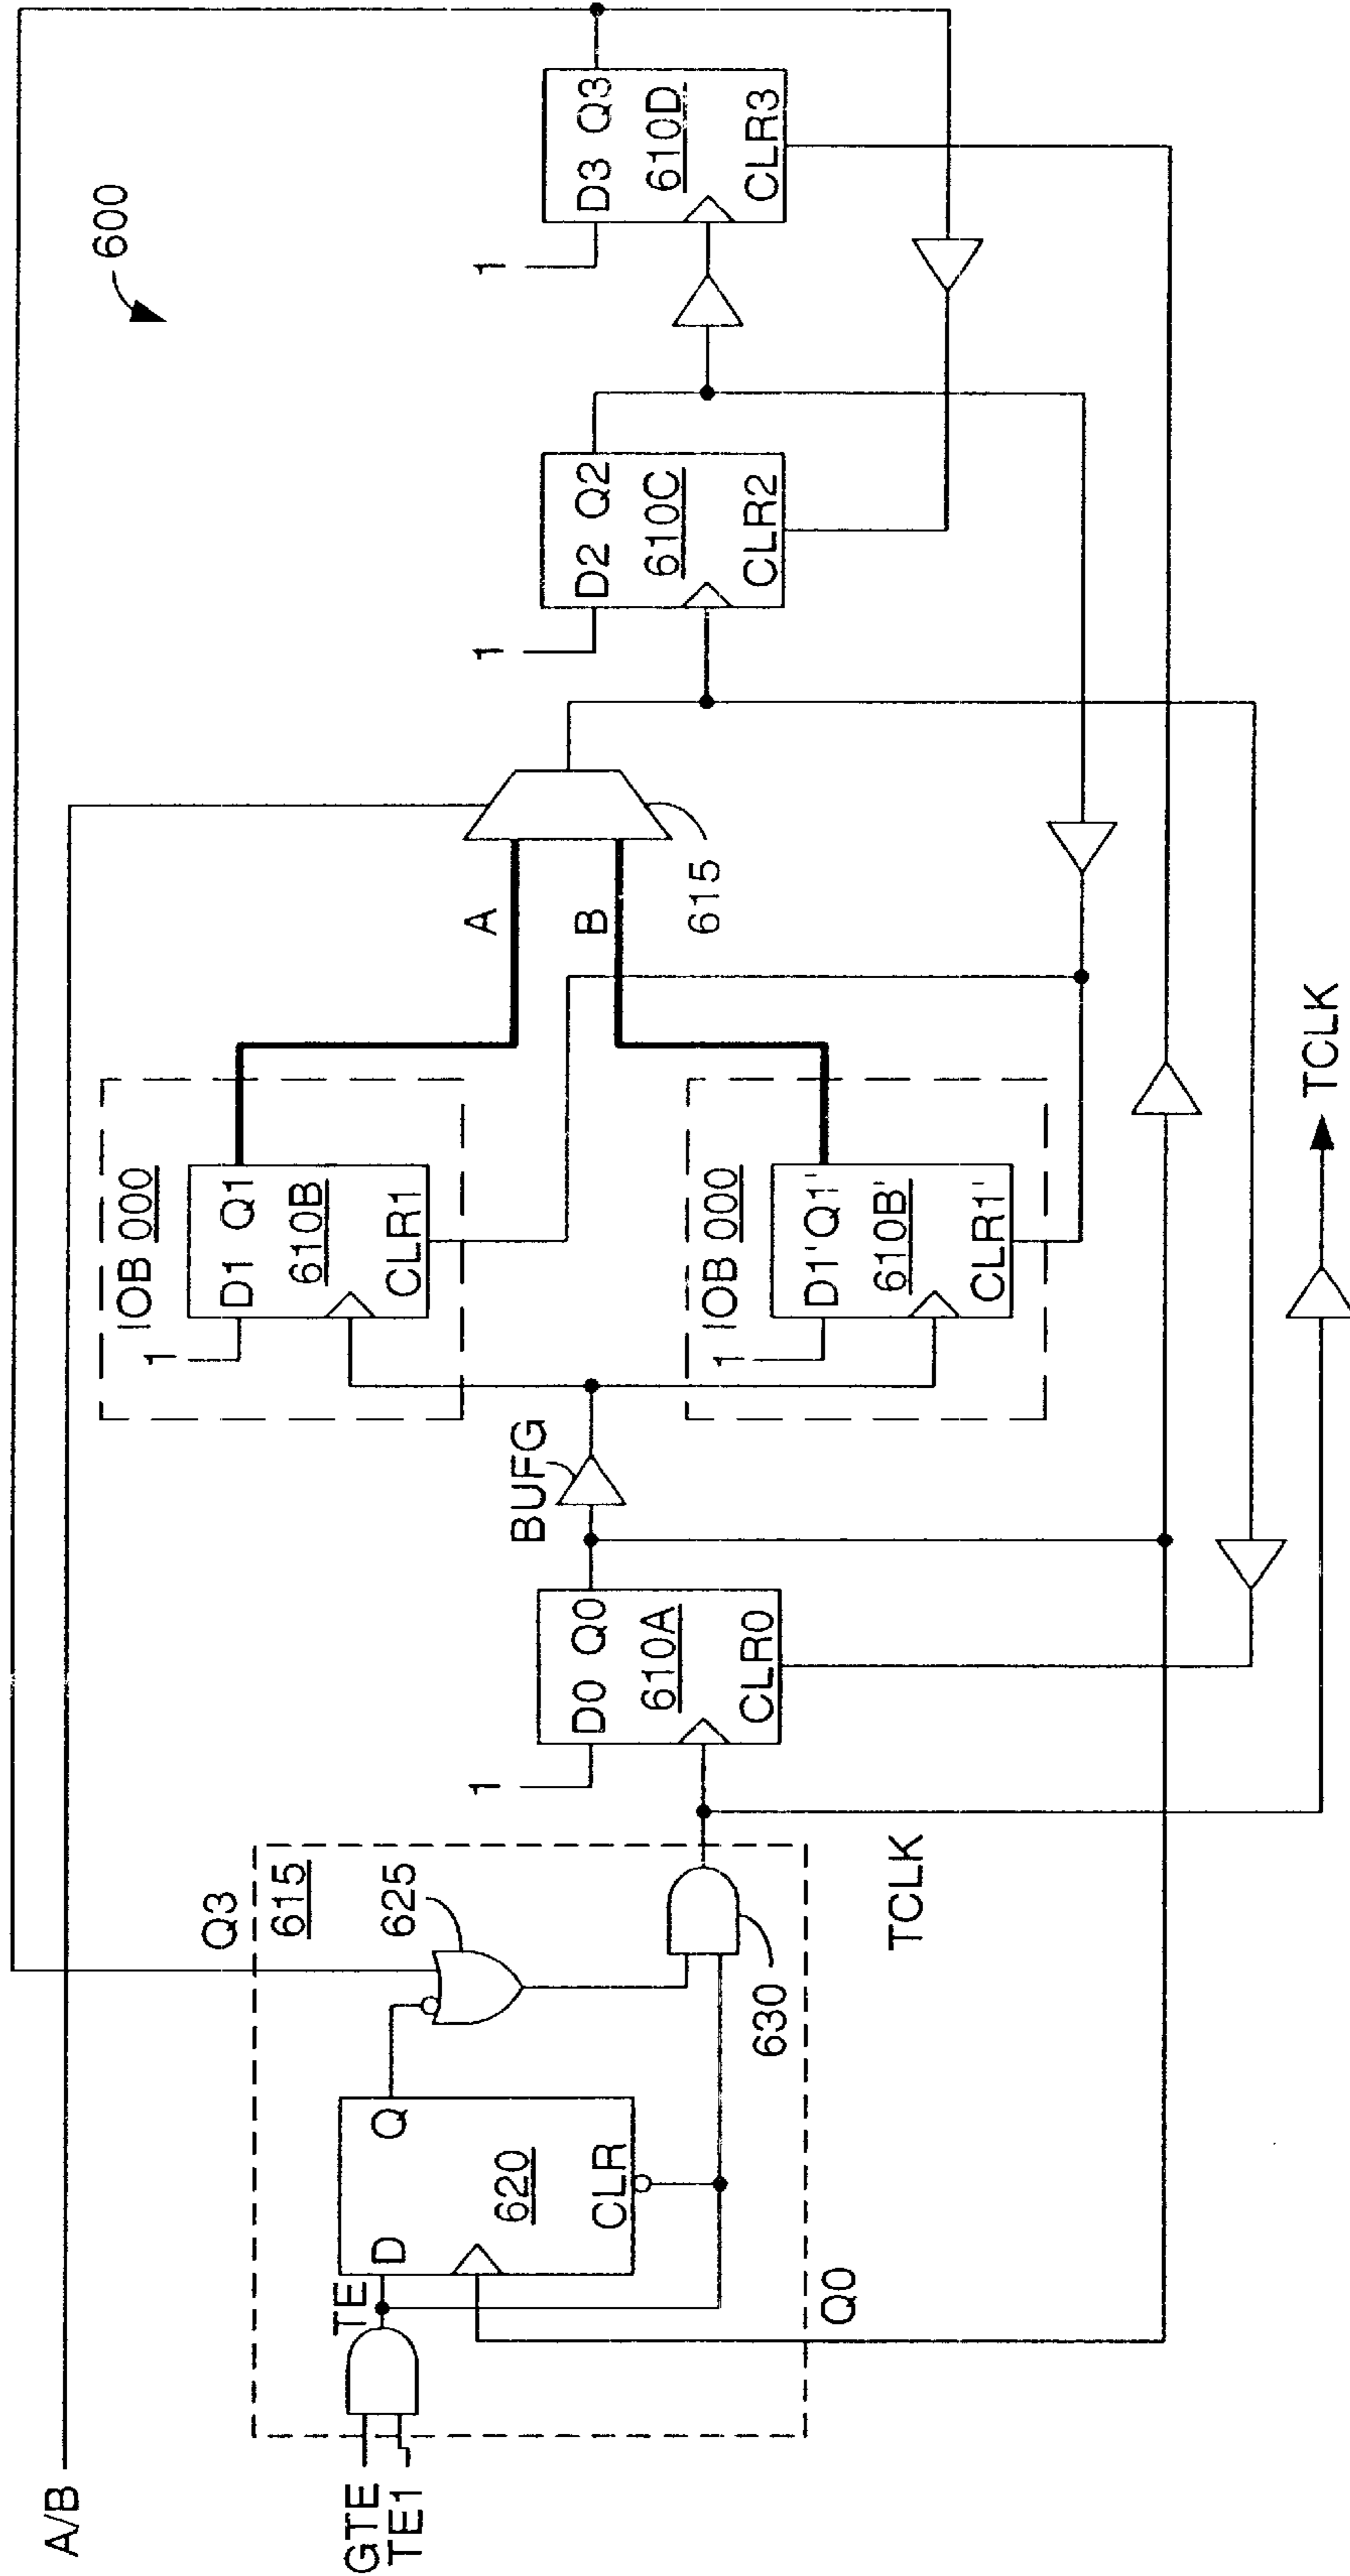 600
A/B
GTE
TE1
TE
D Q
620
CLR
Q3
615
625
630
Q0
TCLK
1
D0 Q0
610A
CLR0
BUFG
IOB 000
1
D1 Q1
610B
CLR1
IOB 000
1
D1' Q1'
610B'
CLR1'
A
B
615
1
D2 Q2
610C
CLR2
1
D3 Q3
610D
CLR3
TCLK